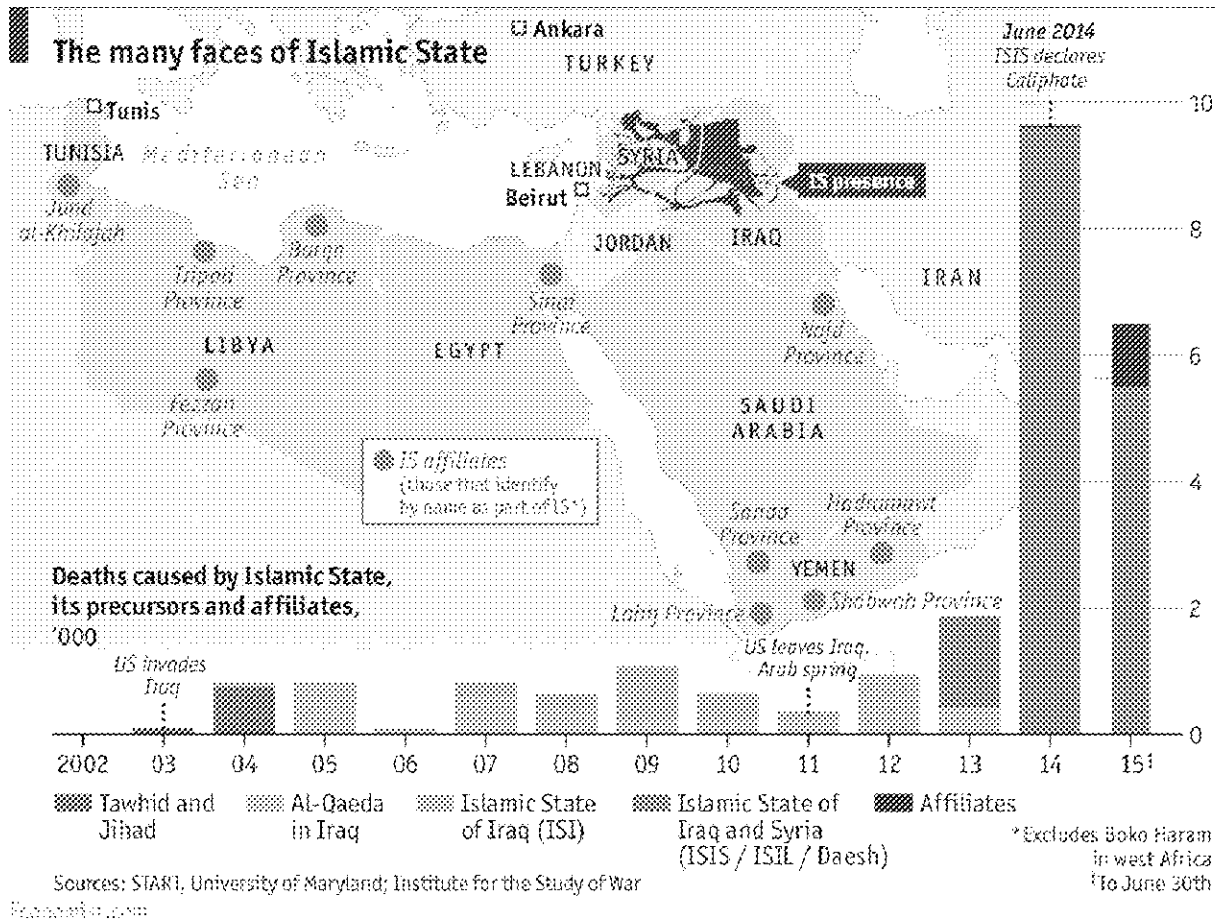 The many faces of Islamic State
Ankara
TURKEY
June 2014
ISIS declares
Caliphate
Tunis
TUNISIA
Mediterranean
Sea
LEBANON
SYRIA
IS presence
Beirut
Jund
al-Khilafah
JORDAN
IRAQ
IRAN
Barqa
Province
Tripoli
Province
Sinai
Province
Najd
Province
LIBYA
EGYPT
Fezzan
Province
SAUDI
ARABIA
IS affiliates
(those that identify
by name as part of IS*)
Sanaa
Province
Hadramawt
Province
YEMEN
Lahij Province
Shabwah Province
Deaths caused by Islamic State,
its precursors and affiliates,
'000
US invades
Iraq
US leaves Iraq,
Arab spring
10
8
6
4
2
0
2002 03 04 05 06 07 08 09 10 11 12 13 14 15‡
Tawhid and
Jihad
Al-Qaeda
in Iraq
Islamic State
of Iraq (ISI)
Islamic State of
Iraq and Syria
(ISIS / ISIL / Daesh)
Affiliates
*Excludes Boko Haram
in west Africa
‡To June 30th
Sources: START, University of Maryland; Institute for the Study of War
Economist.com